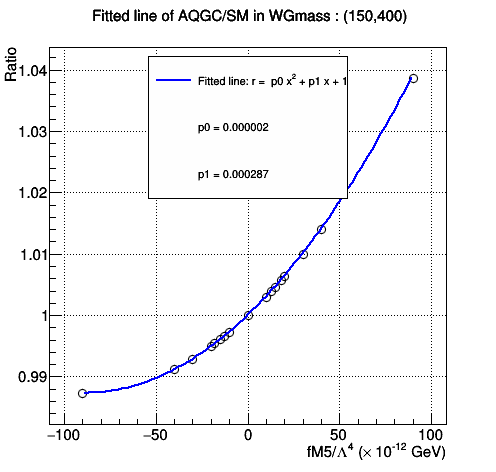 Fitted line of AQGC/SM in WGmass : (150,400)
Ratio
1.04
1.03
1.02
1.01
1
0.99
Fitted line: r = p0 x² + p1 x + 1
p0 = 0.000002
p1 = 0.000287
−100
−50
0
50
100
fM5/Λ⁴ (× 10⁻¹² GeV)